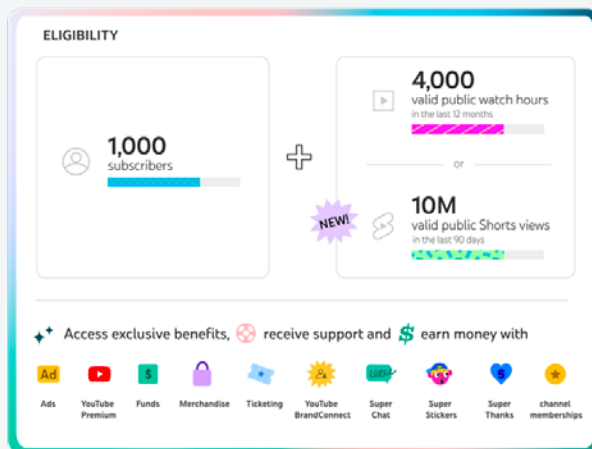 ELIGIBILITY
1,000
subscribers
4,000
valid public watch hours
in the last 12 months
or
NEW!
10M
valid public Shorts views
in the last 90 days
Access exclusive benefits, receive support and $ earn money with
Ad
$
$
Ads
YouTube
Premium
Funds
Merchandise
Ticketing
YouTube
BrandConnect
Super
Chat
Super
Stickers
Super
Thanks
channel
memberships